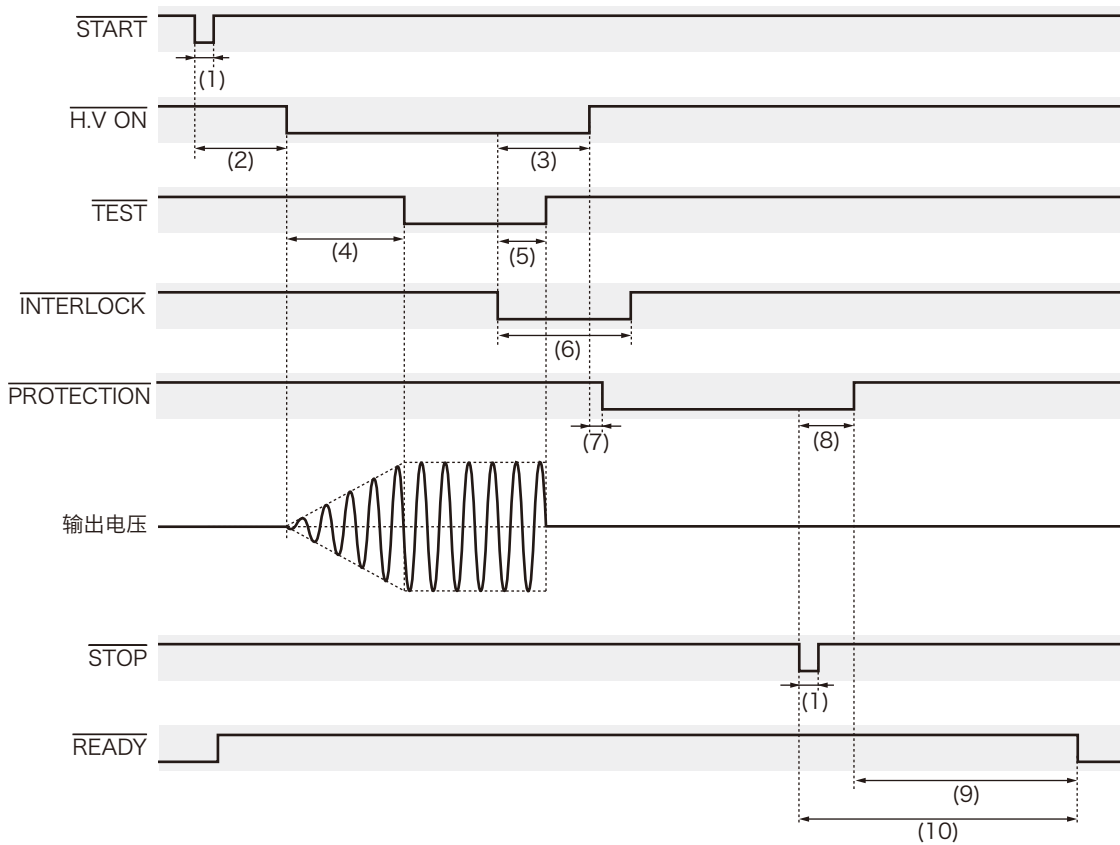 START
(1)
H.V ON
(2)
(3)
TEST
(4)
(5)
INTERLOCK
(6)
PROTECTION
(7)
(8)
输出电压
STOP
(1)
READY
(9)
(10)